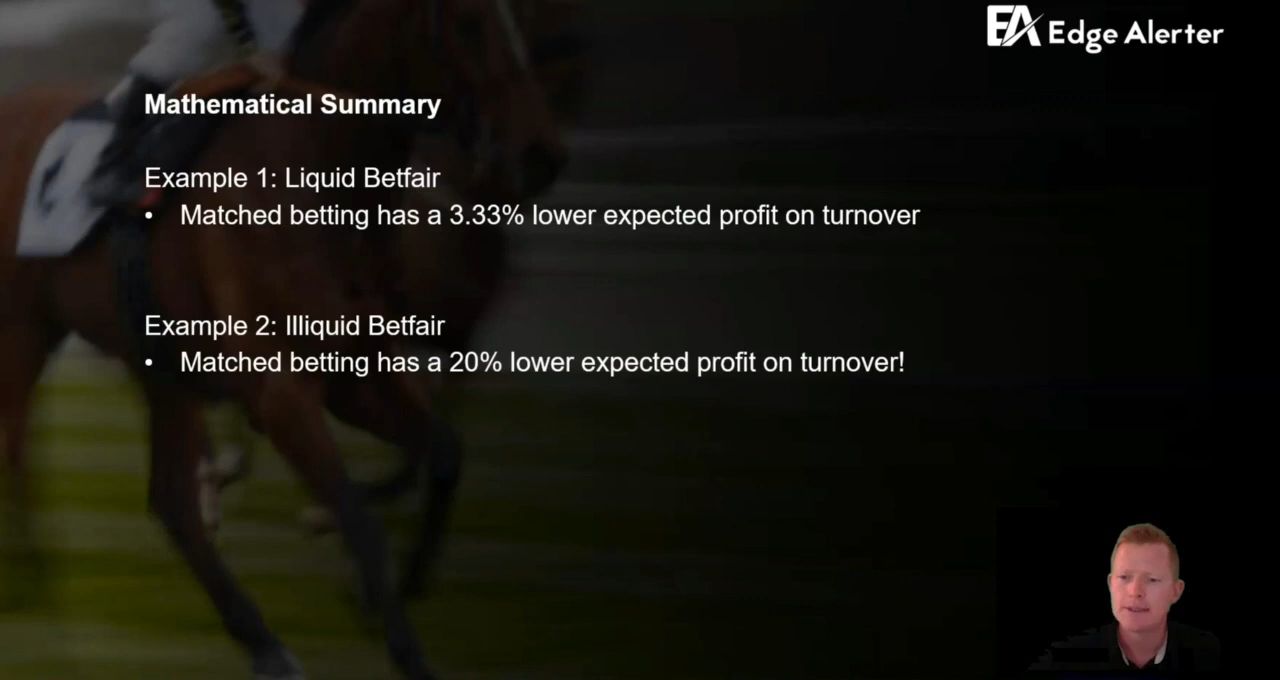 EA Edge Alerter
Mathematical Summary
Example 1: Liquid Betfair
• Matched betting has a 3.33% lower expected profit on turnover
Example 2: Illiquid Betfair
• Matched betting has a 20% lower expected profit on turnover!